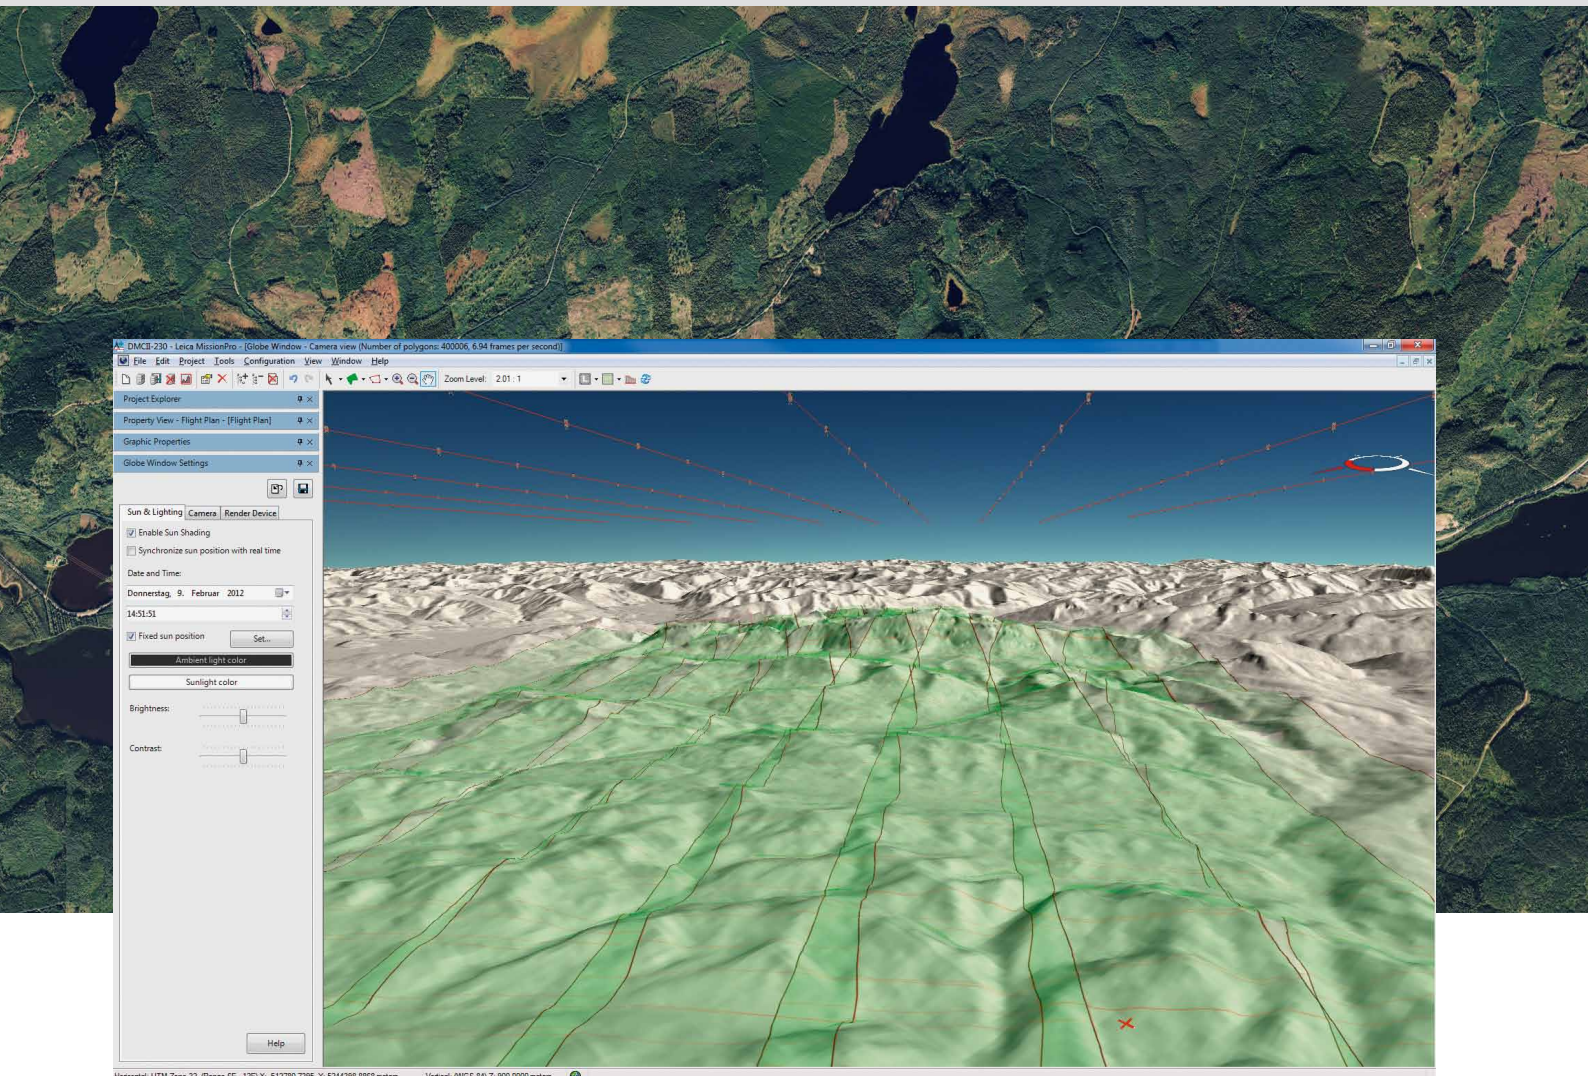 DMCII-230 - Leica MissionPro - [Globe Window - Camera view (Number of polygons: 400006, 6.94 frames per second)]
File Edit Project Tools Configuration View Window Help
Zoom Level: 2.01 : 1
Project Explorer
Property View - Flight Plan - [Flight Plan]
Graphic Properties
Globe Window Settings
Sun & Lighting Camera Render Device
Enable Sun Shading
Synchronize sun position with real time
Date and Time:
Donnerstag, 9. Februar 2012
14:51:51
Fixed sun position Set...
Ambient light color
Sunlight color
Brightness:
Contrast:
Help